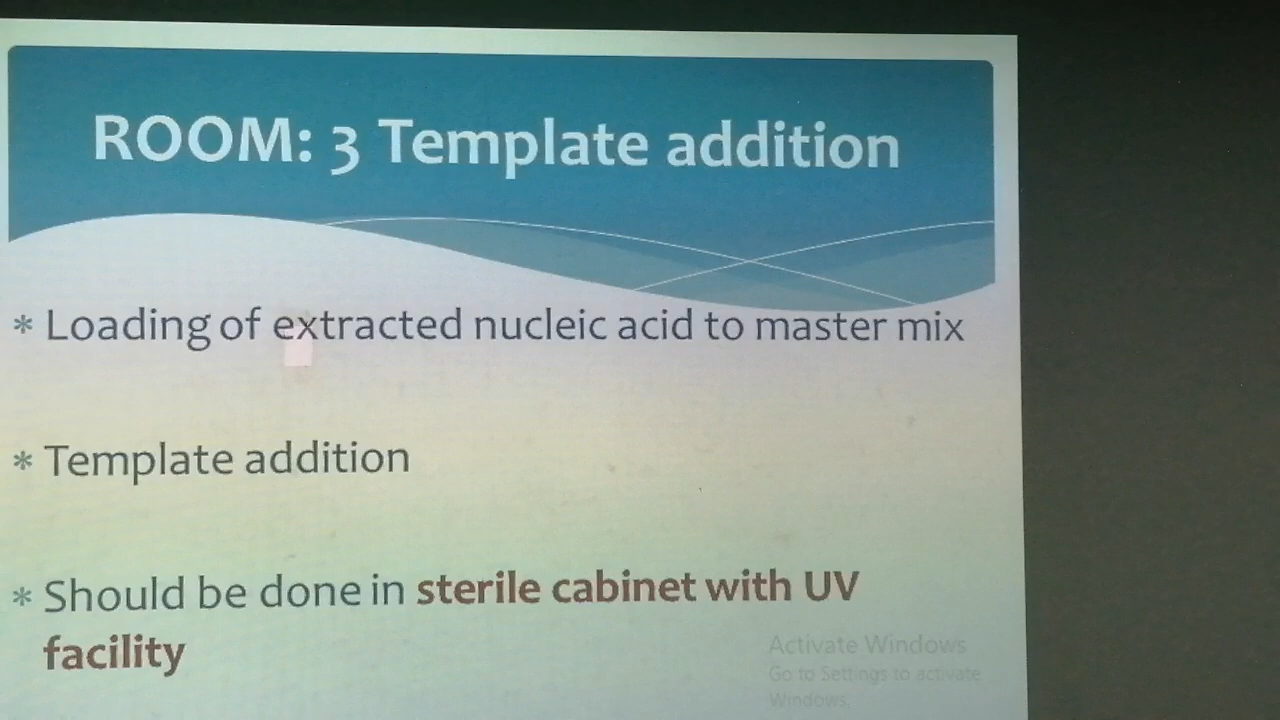 ROOM: 3 Template addition
* Loading of extracted nucleic acid to master mix
* Template addition
* Should be done in sterile cabinet with UV
facility
Activate Windows
Go to Settings to activate
Windows.